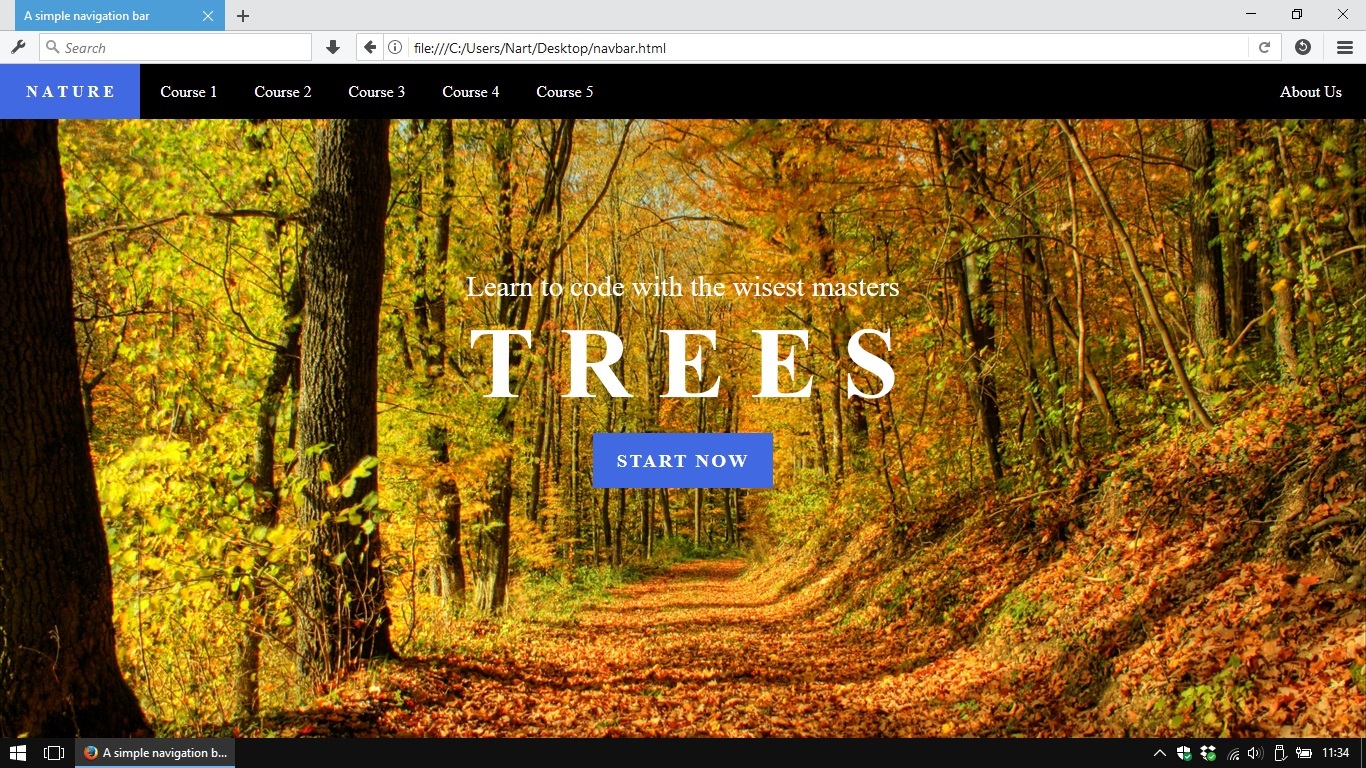 A simple navigation bar
Search
file:///C:/Users/Nart/Desktop/navbar.html
NATURE Course 1 Course 2 Course 3 Course 4 Course 5 About Us
Learn to code with the wisest masters
TREES
START NOW
A simple navigation b... 11:34